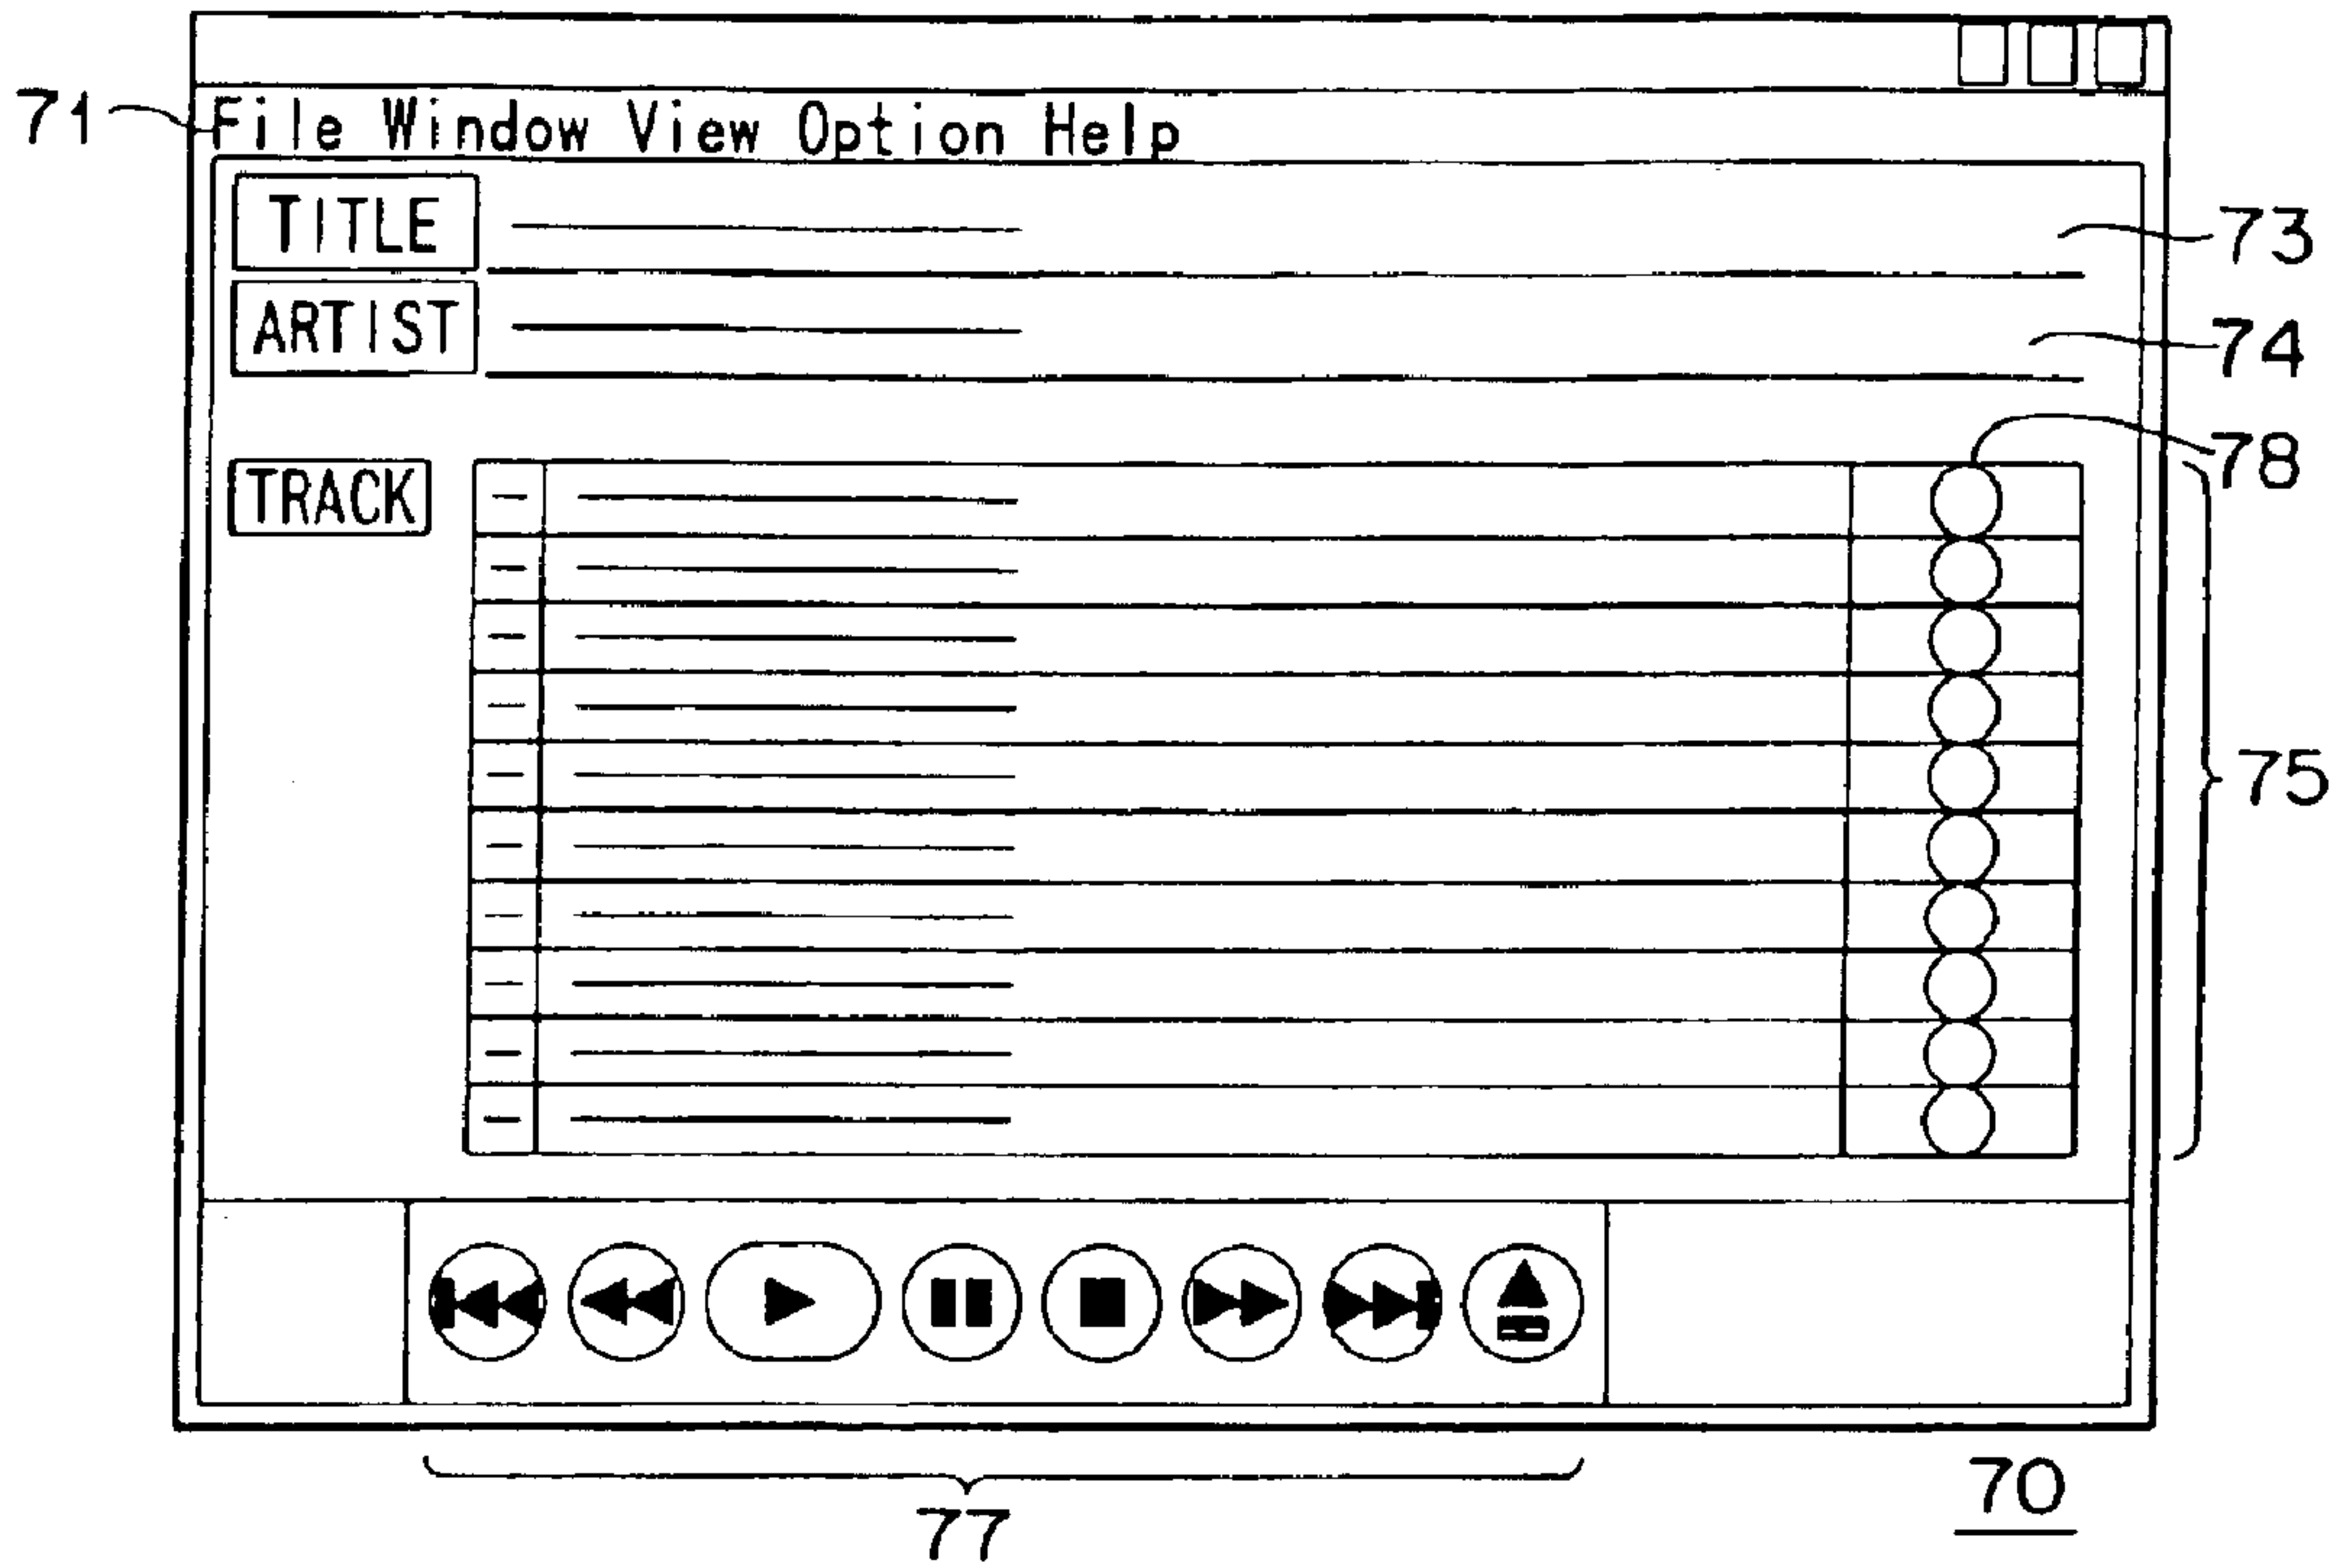 71
File Window View Option Help
TITLE
73
ARTIST
74
78
TRACK
75
77
70